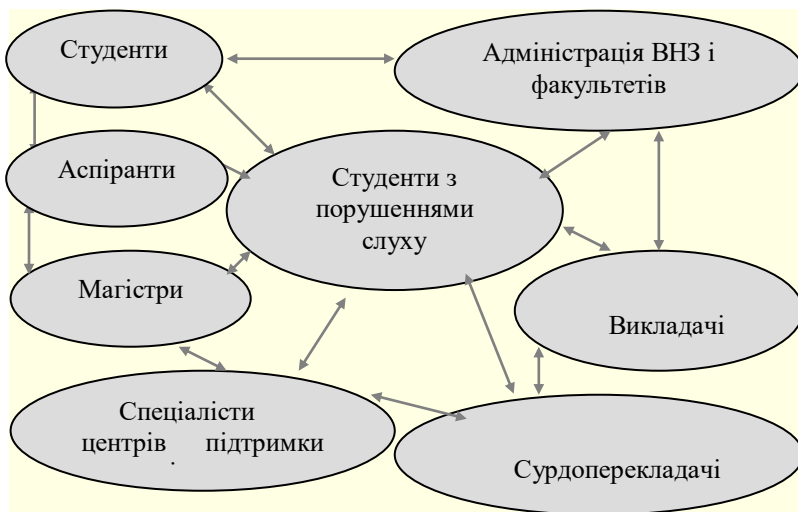 Студенти
Адміністрація ВНЗ і
факультетів
Аспіранти
Студенти з
порушеннями
слуху
Магістри
Викладачі
Спеціалісти
центрів підтримки
.
Сурдоперекладачі